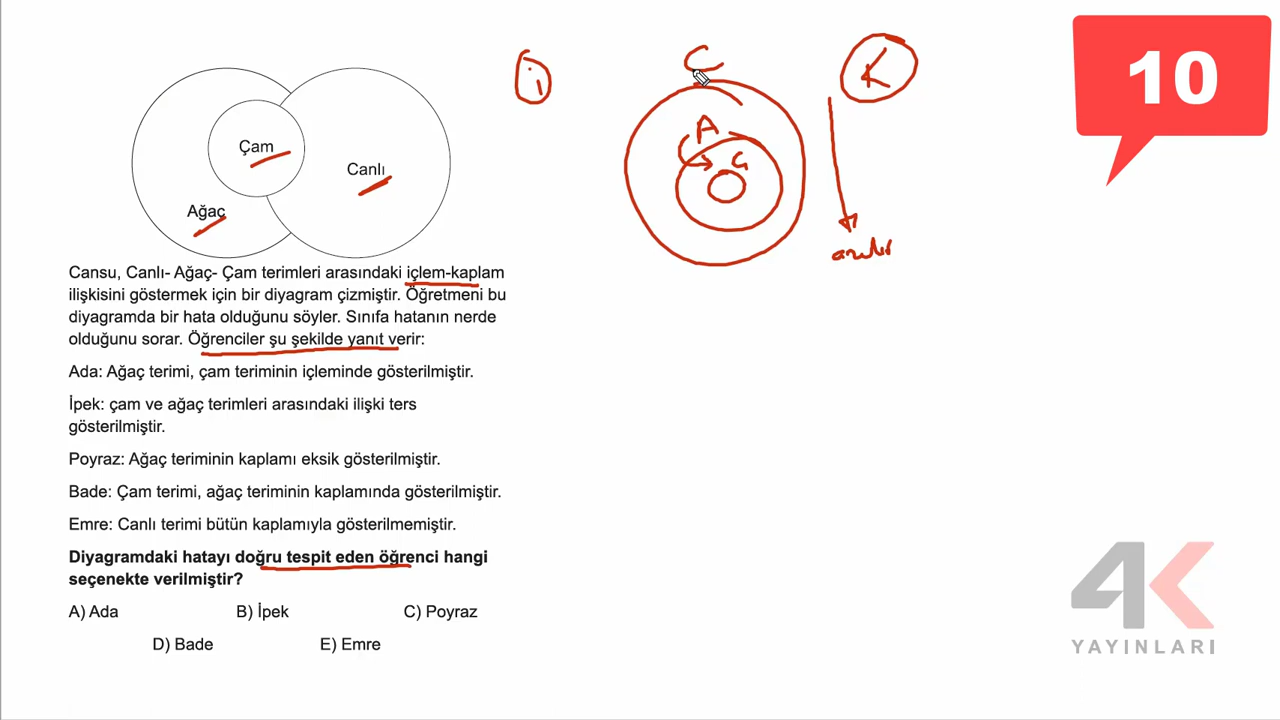 10
i
C
K
A
Ç
Çam
Canlı
Ağaç
azalır
Cansu, Canlı- Ağaç- Çam terimleri arasındaki içlem-kaplam
ilişkisini göstermek için bir diyagram çizmiştir. Öğretmeni bu
diyagramda bir hata olduğunu söyler. Sınıfa hatanın nerde
olduğunu sorar. Öğrenciler şu şekilde yanıt verir:
Ada: Ağaç terimi, çam teriminin içleminde gösterilmiştir.
İpek: çam ve ağaç terimleri arasındaki ilişki ters
gösterilmiştir.
Poyraz: Ağaç teriminin kaplamı eksik gösterilmiştir.
Bade: Çam terimi, ağaç teriminin kaplamında gösterilmiştir.
Emre: Canlı terimi bütün kaplamıyla gösterilmemiştir.
Diyagramdaki hatayı doğru tespit eden öğrenci hangi
seçenekte verilmiştir?
A) Ada B) İpek C) Poyraz
D) Bade E) Emre
4K
YAYINLARI